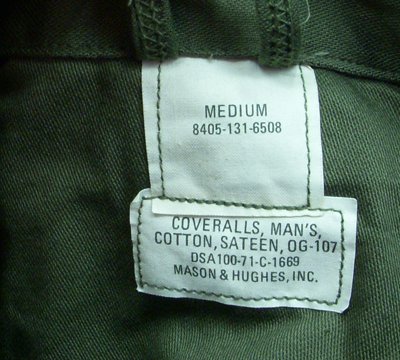 MEDIUM
8405-131-6508
COVERALLS, MAN'S,
COTTON, SATEEN, OG-107
DSA100-71-C-1669
MASON & HUGHES, INC.